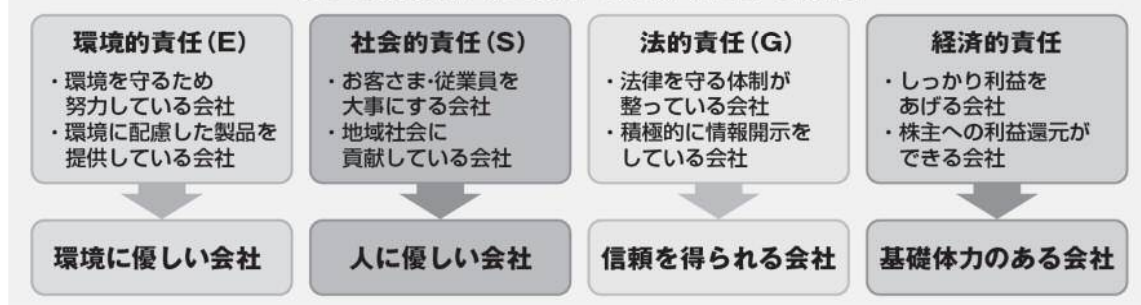 環境的責任(E)
・環境を守るため
努力している会社
・環境に配慮した製品を
提供している会社
環境に優しい会社
社会的責任(S)
・お客さま・従業員を
大事にする会社
・地域社会に
貢献している会社
人に優しい会社
法的責任(G)
・法律を守る体制が
整っている会社
・積極的に情報開示を
している会社
信頼を得られる会社
経済的責任
・しっかり利益を
あげる会社
・株主への利益還元が
できる会社
基礎体力のある会社